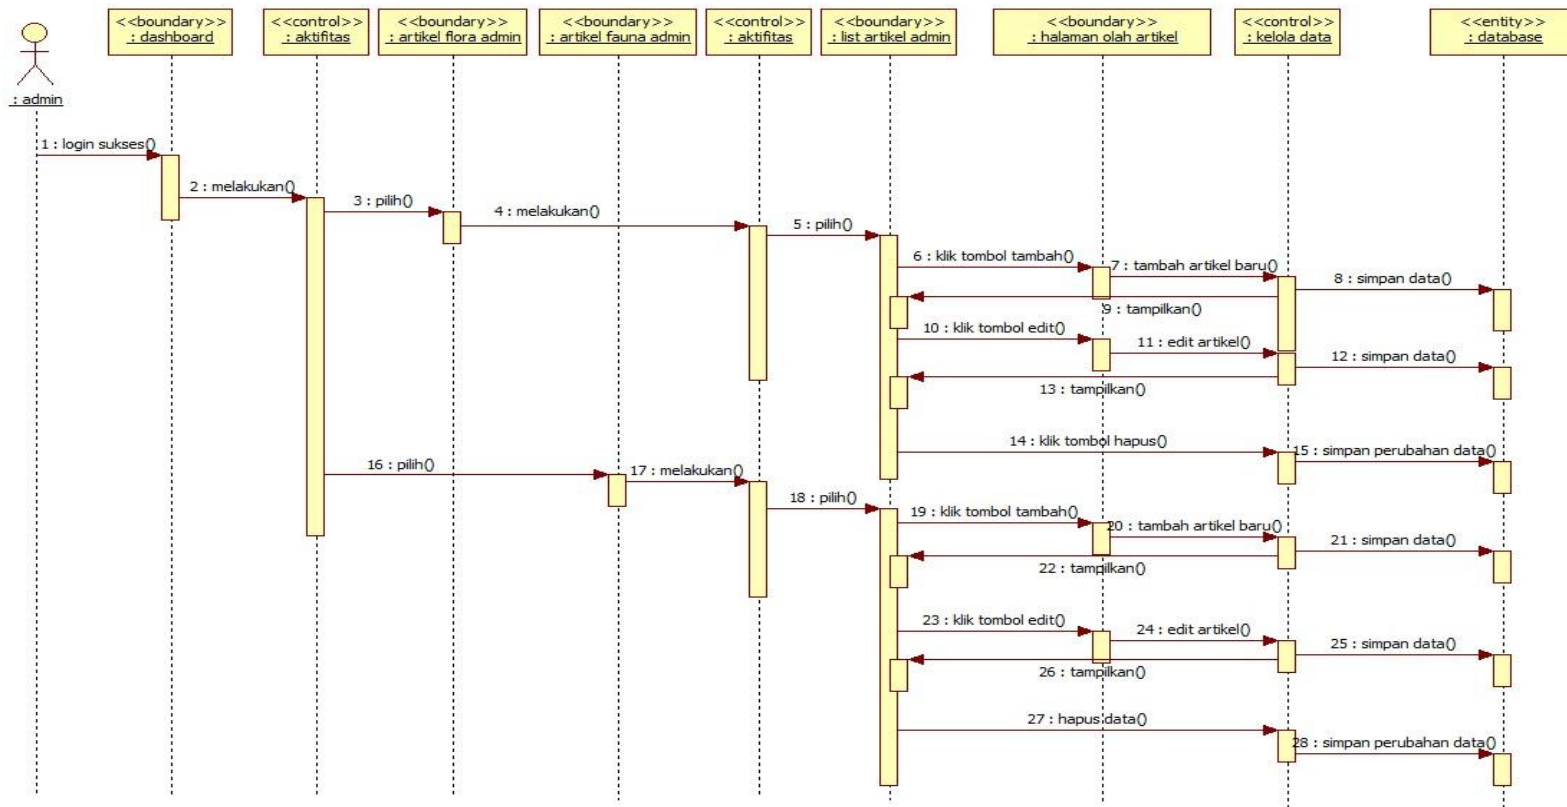 <<boundary>>
: dashboard
<<control>>
: aktifitas
<<boundary>>
: artikel flora admin
<<boundary>>
: artikel fauna admin
<<control>>
: aktifitas
<<boundary>>
: list artikel admin
<<boundary>>
: halaman olah artikel
<<control>>
: kelola data
<<entity>>
: database
: admin
1 : login sukses()
2 : melakukan()
3 : pilih()
4 : melakukan()
5 : pilih()
6 : klik tombol tambah()
7 : tambah artikel baru()
8 : simpan data()
9 : tampilkan()
10 : klik tombol edit()
11 : edit artikel()
12 : simpan data()
13 : tampilkan()
14 : klik tombol hapus()
15 : simpan perubahan data()
16 : pilih()
17 : melakukan()
18 : pilih()
19 : klik tombol tambah()
20 : tambah artikel baru()
21 : simpan data()
22 : tampilkan()
23 : klik tombol edit()
24 : edit artikel()
25 : simpan data()
26 : tampilkan()
27 : hapus data()
28 : simpan perubahan data()